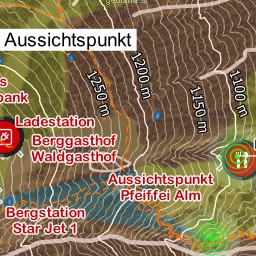 geoland.at
Aussichtspunkt
1250 m
1200 m
1150 m
1100 m
s
bank
Ladestation
Berggasthof
Waldgasthof
Aussichtspunkt
Pfeiffei Alm
Bergstation
Star Jet 1